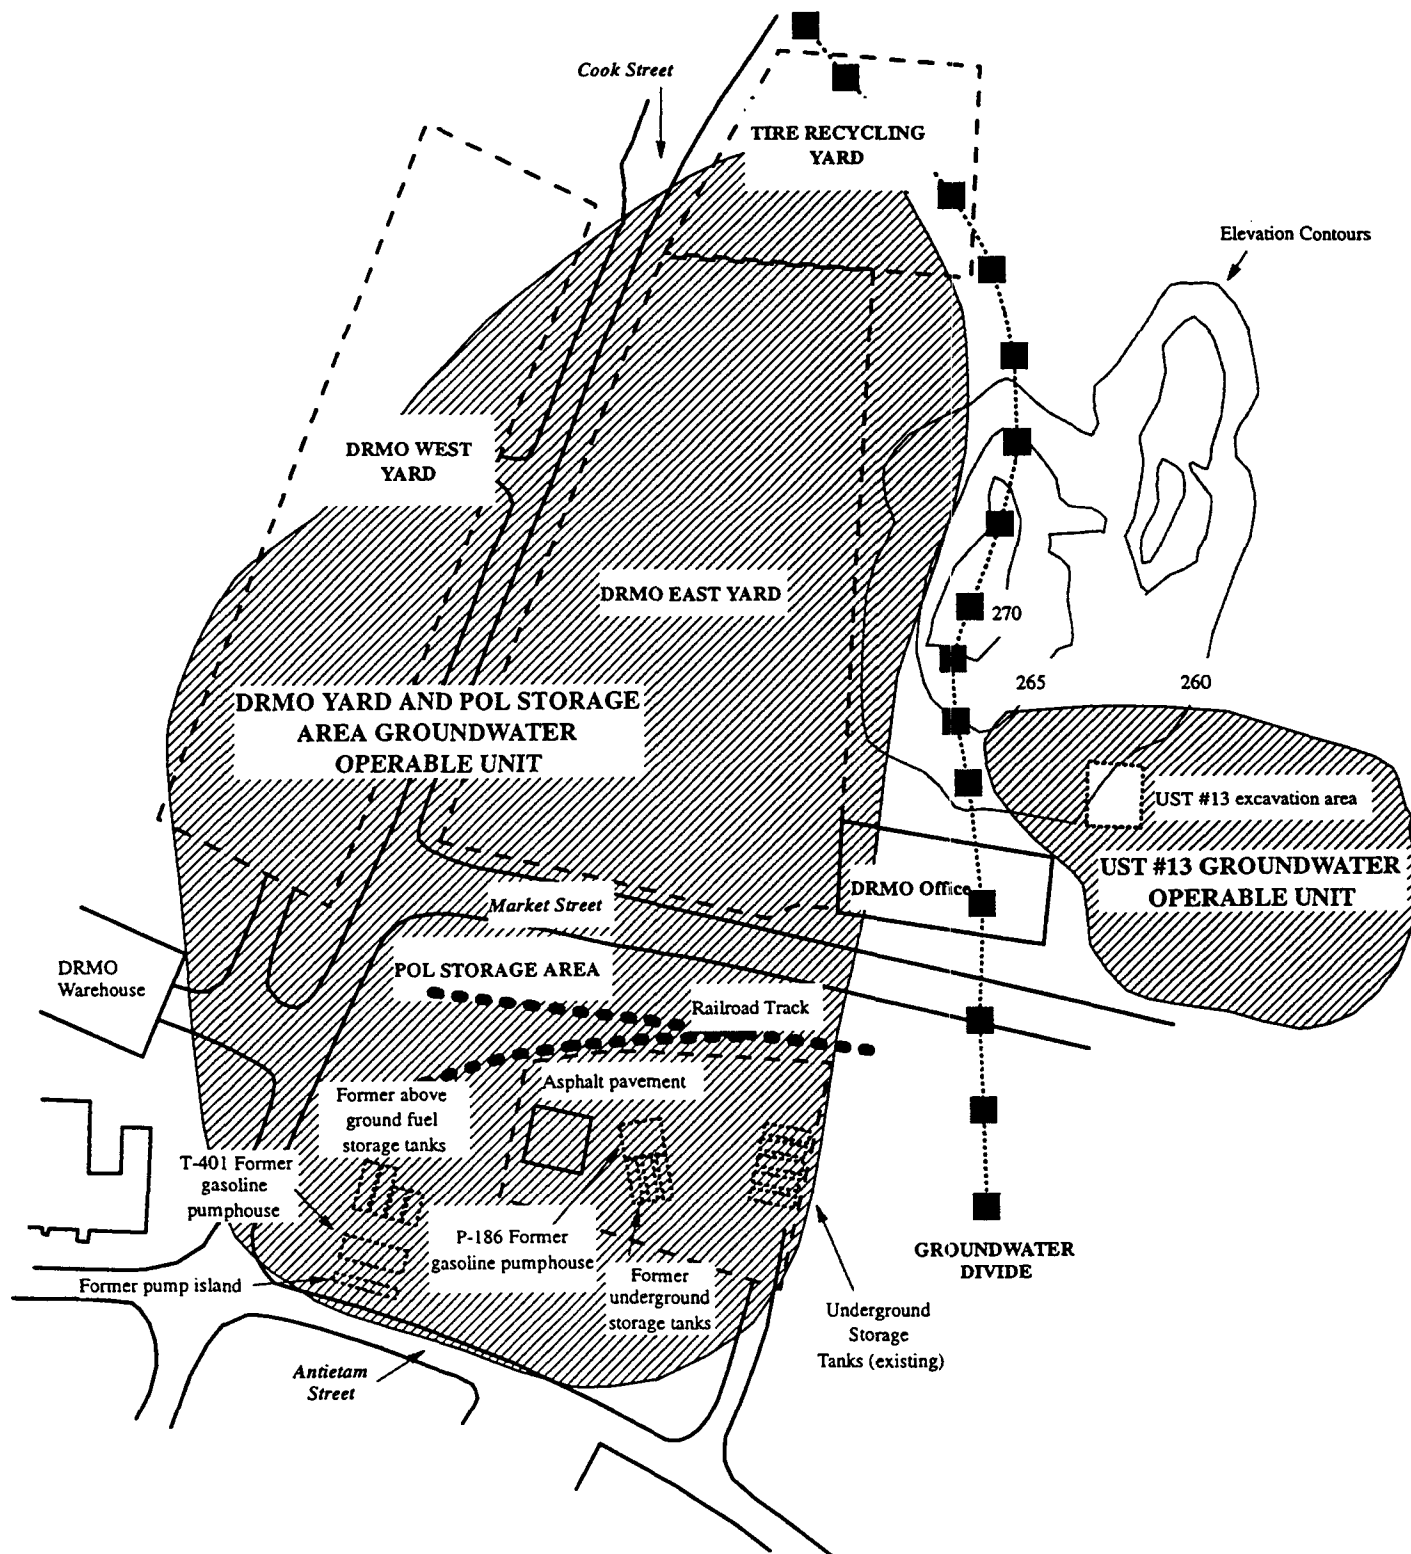 Cook Street
TIRE RECYCLING
YARD
Elevation Contours
DRMO WEST
YARD
DRMO EAST YARD
270
265
260
DRMO YARD AND POL STORAGE
AREA GROUNDWATER
OPERABLE UNIT
UST #13 excavation area
UST #13 GROUNDWATER
OPERABLE UNIT
DRMO Office
Market Street
DRMO
Warehouse
POL STORAGE AREA
Railroad Track
Asphalt pavement
Former above
ground fuel
storage tanks
T-401 Former
gasoline
pumphouse
P-186 Former
gasoline pumphouse
GROUNDWATER
DIVIDE
Former pump island
Former
underground
storage tanks
Underground
Storage
Tanks (existing)
Antietam
Street